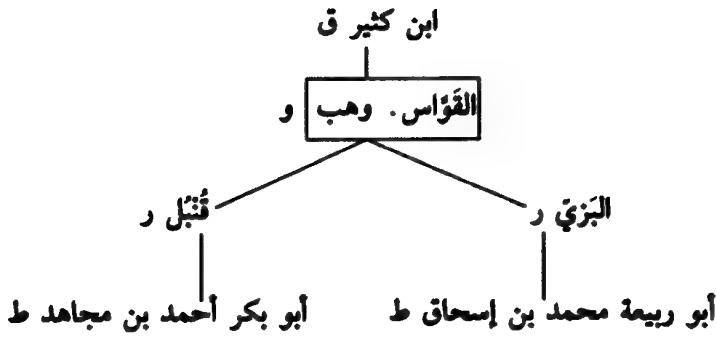 ابن كثير ق
القَوَّاس. وهب و
البَزيّ ر قُنْبُل ر
أبو ربيعة محمد بن إسحاق ط أبو بكر أحمد بن مجاهد ط